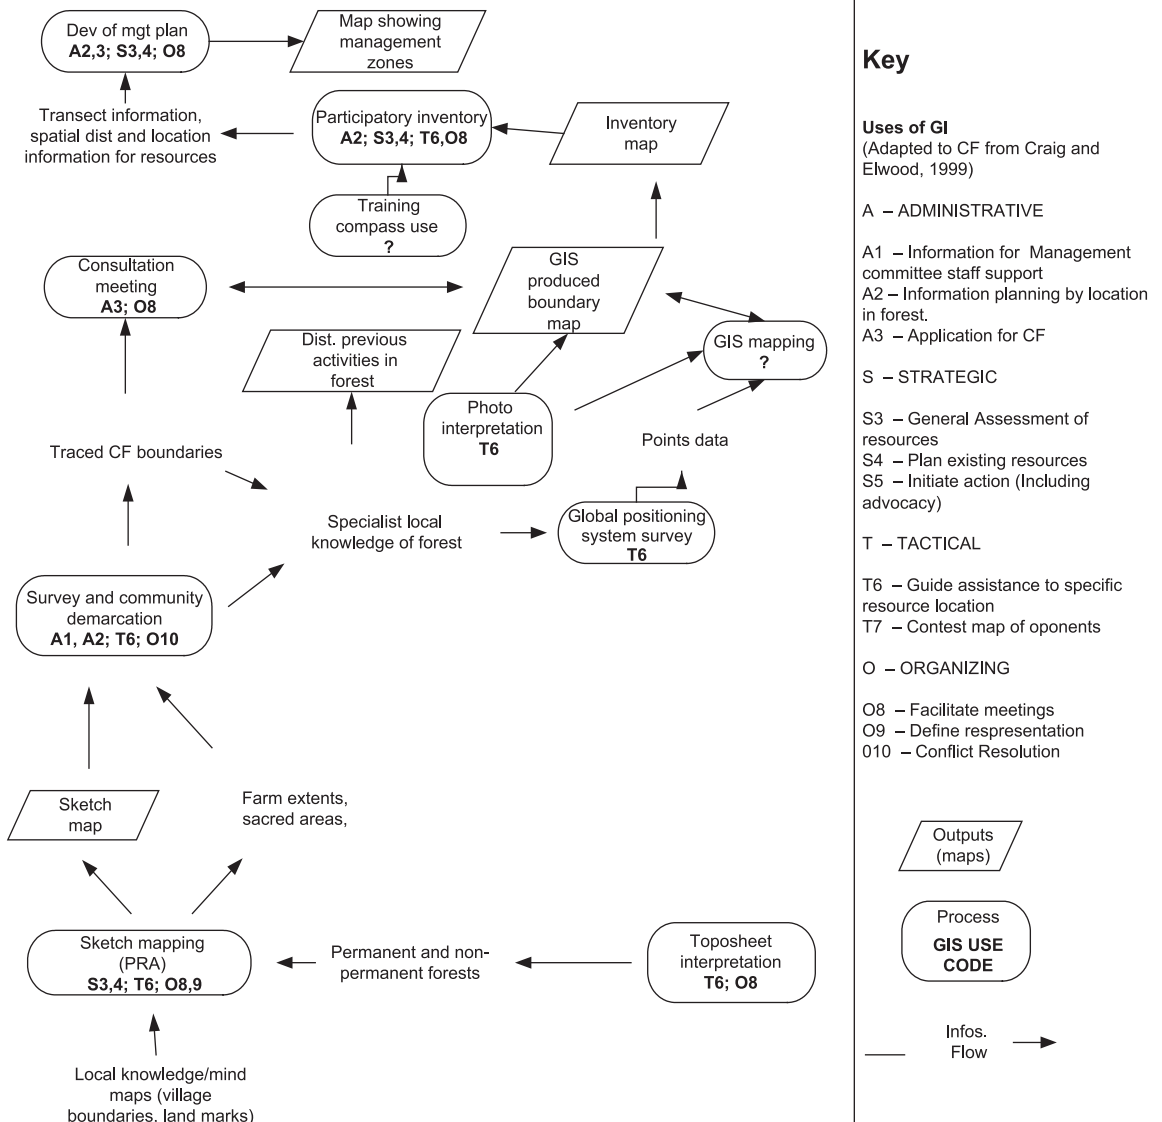 Dev of mgt plan
A2,3; S3,4; O8
Map showing
management
zones
Transect information,
spatial dist and location
information for resources
Participatory inventory
A2; S3,4; T6,O8
Inventory
map
Training
compass use
?
Consultation
meeting
A3; O8
GIS
produced
boundary
map
Dist. previous
activities in
forest
GIS mapping
?
Photo
interpretation
T6
Points data
Traced CF boundaries
Specialist local
knowledge of forest
Global positioning
system survey
T6
Survey and community
demarcation
A1, A2; T6; O10
Sketch
map
Farm extents,
sacred areas,
Sketch mapping
(PRA)
S3,4; T6; O8,9
Permanent and non-
permanent forests
Toposheet
interpretation
T6; O8
Local knowledge/mind
maps (village
boundaries, land marks)
Key
Uses of GI
(Adapted to CF from Craig and
Elwood, 1999)
A – ADMINISTRATIVE
A1 – Information for Management
committee staff support
A2 – Information planning by location
in forest.
A3 – Application for CF
S – STRATEGIC
S3 – General Assessment of
resources
S4 – Plan existing resources
S5 – Initiate action (Including
advocacy)
T – TACTICAL
T6 – Guide assistance to specific
resource location
T7 – Contest map of oponents
O – ORGANIZING
O8 – Facilitate meetings
O9 – Define respresentation
010 – Conflict Resolution
Outputs
(maps)
Process
GIS USE
CODE
Infos.
Flow